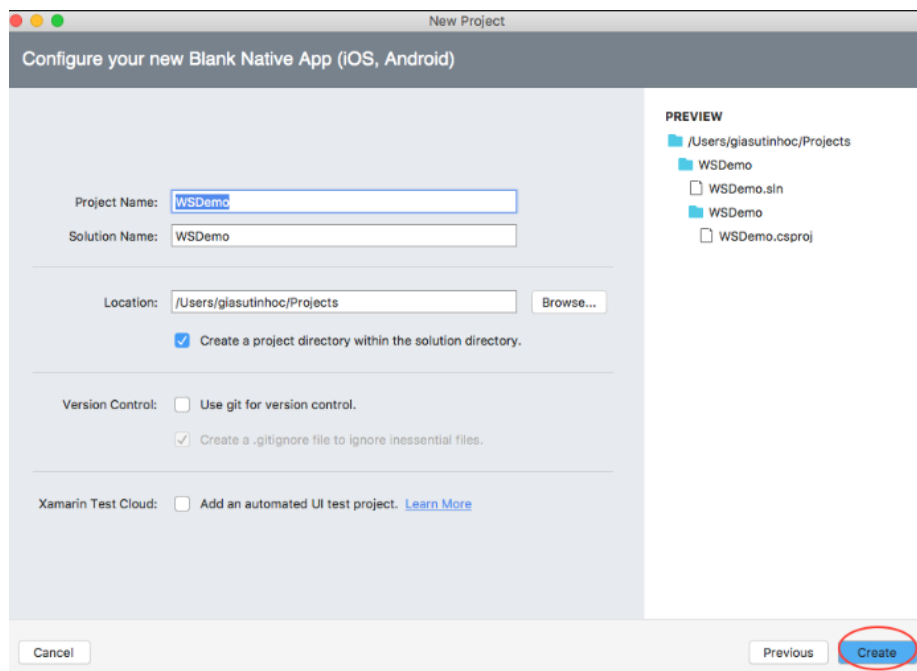 New Project
Configure your new Blank Native App (iOS, Android)
PREVIEW
/Users/giasutinhoc/Projects
WSDemo
WSDemo.sln
WSDemo
WSDemo.csproj
Project Name: WSDemo
Solution Name: WSDemo
Location: /Users/giasutinhoc/Projects Browse...
Create a project directory within the solution directory.
Version Control: Use git for version control.
Create a .gitignore file to ignore inessential files.
Xamarin Test Cloud: Add an automated UI test project. Learn More
Cancel Previous Create